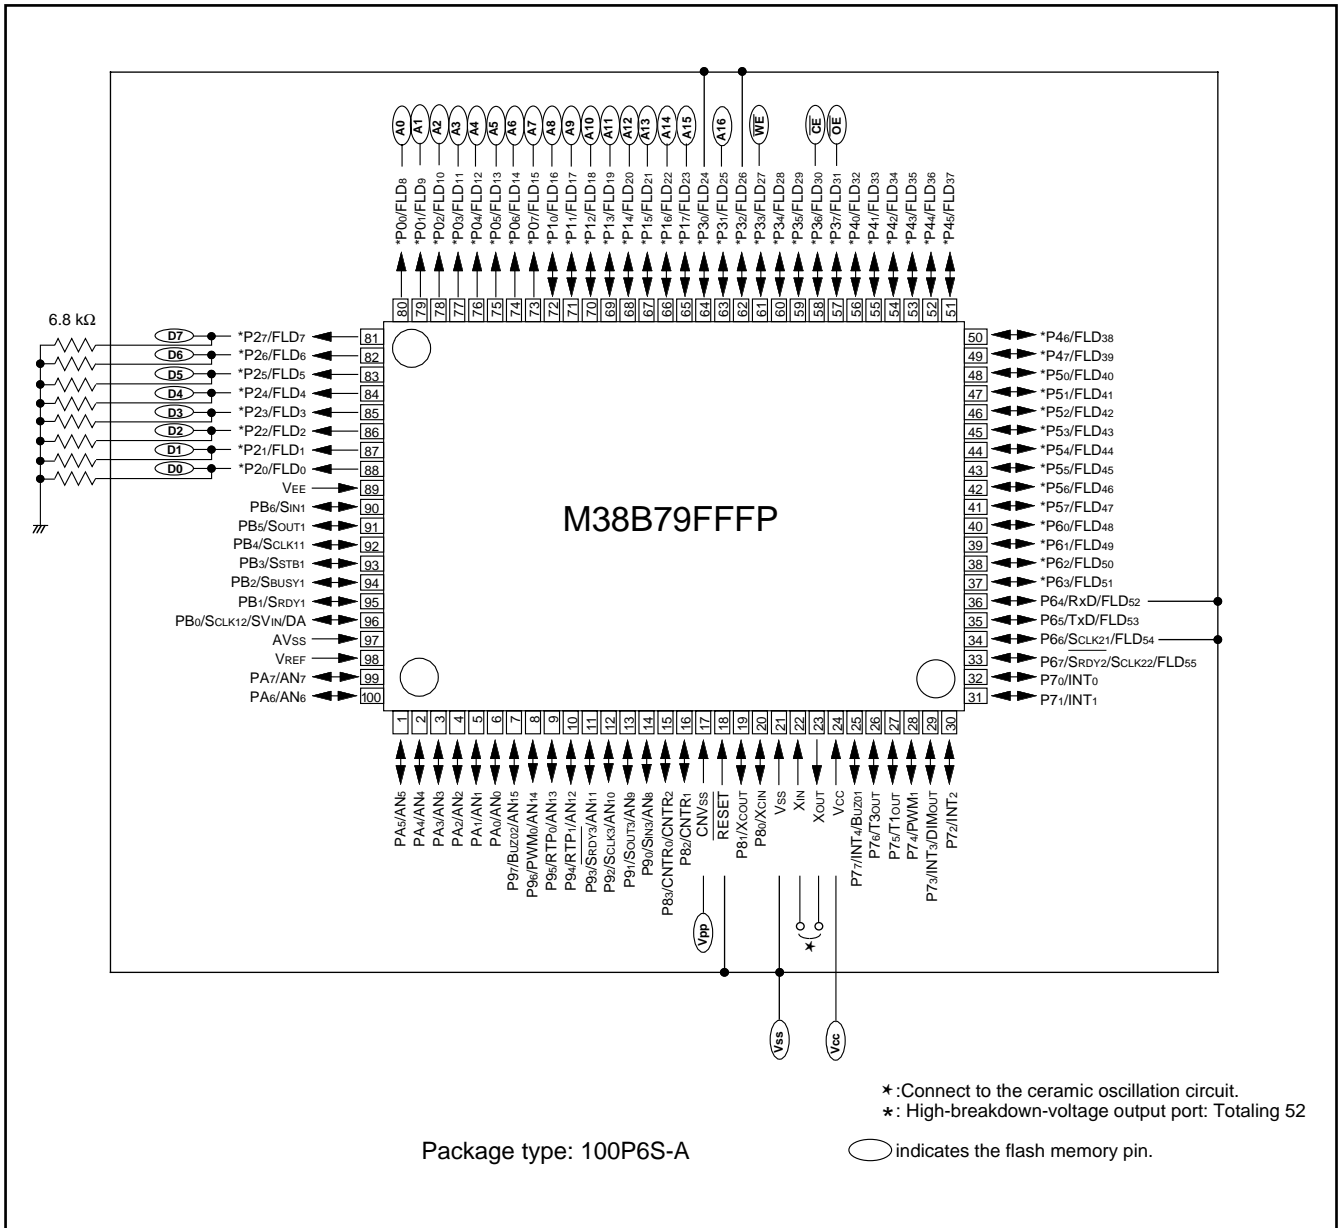 A0
A1
A2
A3
A4
A5
A6
A7
A8
A9
A10
A11
A12
A13
A14
A15
A16
WE
CE
OE
*P00/FLD8
*P01/FLD9
*P02/FLD10
*P03/FLD11
*P04/FLD12
*P05/FLD13
*P06/FLD14
*P07/FLD15
*P10/FLD16
*P11/FLD17
*P12/FLD18
*P13/FLD19
*P14/FLD20
*P15/FLD21
*P16/FLD22
*P17/FLD23
*P30/FLD24
*P31/FLD25
*P32/FLD26
*P33/FLD27
*P34/FLD28
*P35/FLD29
*P36/FLD30
*P37/FLD31
*P40/FLD32
*P41/FLD33
*P42/FLD34
*P43/FLD35
*P44/FLD36
*P45/FLD37
80 79 78 77 76 75 74 73 72 71 70 69 68 67 66 65 64 63 62 61 60 59 58 57 56 55 54 53 52 51
6.8 kΩ
D7 *P27/FLD7 81
D6 *P26/FLD6 82
D5 *P25/FLD5 83
D4 *P24/FLD4 84
D3 *P23/FLD3 85
D2 *P22/FLD2 86
D1 *P21/FLD1 87
D0 *P20/FLD0 88
VEE 89
PB6/SIN1 90
PB5/SOUT1 91
PB4/SCLK11 92
PB3/SSTB1 93
PB2/SBUSY1 94
PB1/SRDY1 95
PB0/SCLK12/SVIN/DA 96
AVSS 97
VREF 98
PA7/AN7 99
PA6/AN6 100
M38B79FFFP
50 *P46/FLD38
49 *P47/FLD39
48 *P50/FLD40
47 *P51/FLD41
46 *P52/FLD42
45 *P53/FLD43
44 *P54/FLD44
43 *P55/FLD45
42 *P56/FLD46
41 *P57/FLD47
40 *P60/FLD48
39 *P61/FLD49
38 *P62/FLD50
37 *P63/FLD51
36 P64/RxD/FLD52
35 P65/TxD/FLD53
34 P66/SCLK21/FLD54
33 P67/SRDY2/SCLK22/FLD55
32 P70/INT0
31 P71/INT1
1 2 3 4 5 6 7 8 9 10 11 12 13 14 15 16 17 18 19 20 21 22 23 24 25 26 27 28 29 30
PA5/AN5
PA4/AN4
PA3/AN3
PA2/AN2
PA1/AN1
PA0/AN0
P97/BUZ02/AN15
P96/PWM0/AN14
P95/RTP0/AN13
P94/RTP1/AN12
P93/SRDY3/AN11
P92/SCLK3/AN10
P91/SOUT3/AN9
P90/SIN3/AN8
P83/CNTR0/CNTR2
P82/CNTR1
CNVSS
RESET
P81/XCOUT
P80/XCIN
VSS
XIN
XOUT
VCC
P77/INT4/BUZ01
P76/T3OUT
P75/T1OUT
P74/PWM1
P73/INT3/DIMOUT
P72/INT2
Vpp
★
Vss
Vcc
★:Connect to the ceramic oscillation circuit.
*: High-breakdown-voltage output port: Totaling 52
Package type: 100P6S-A
indicates the flash memory pin.